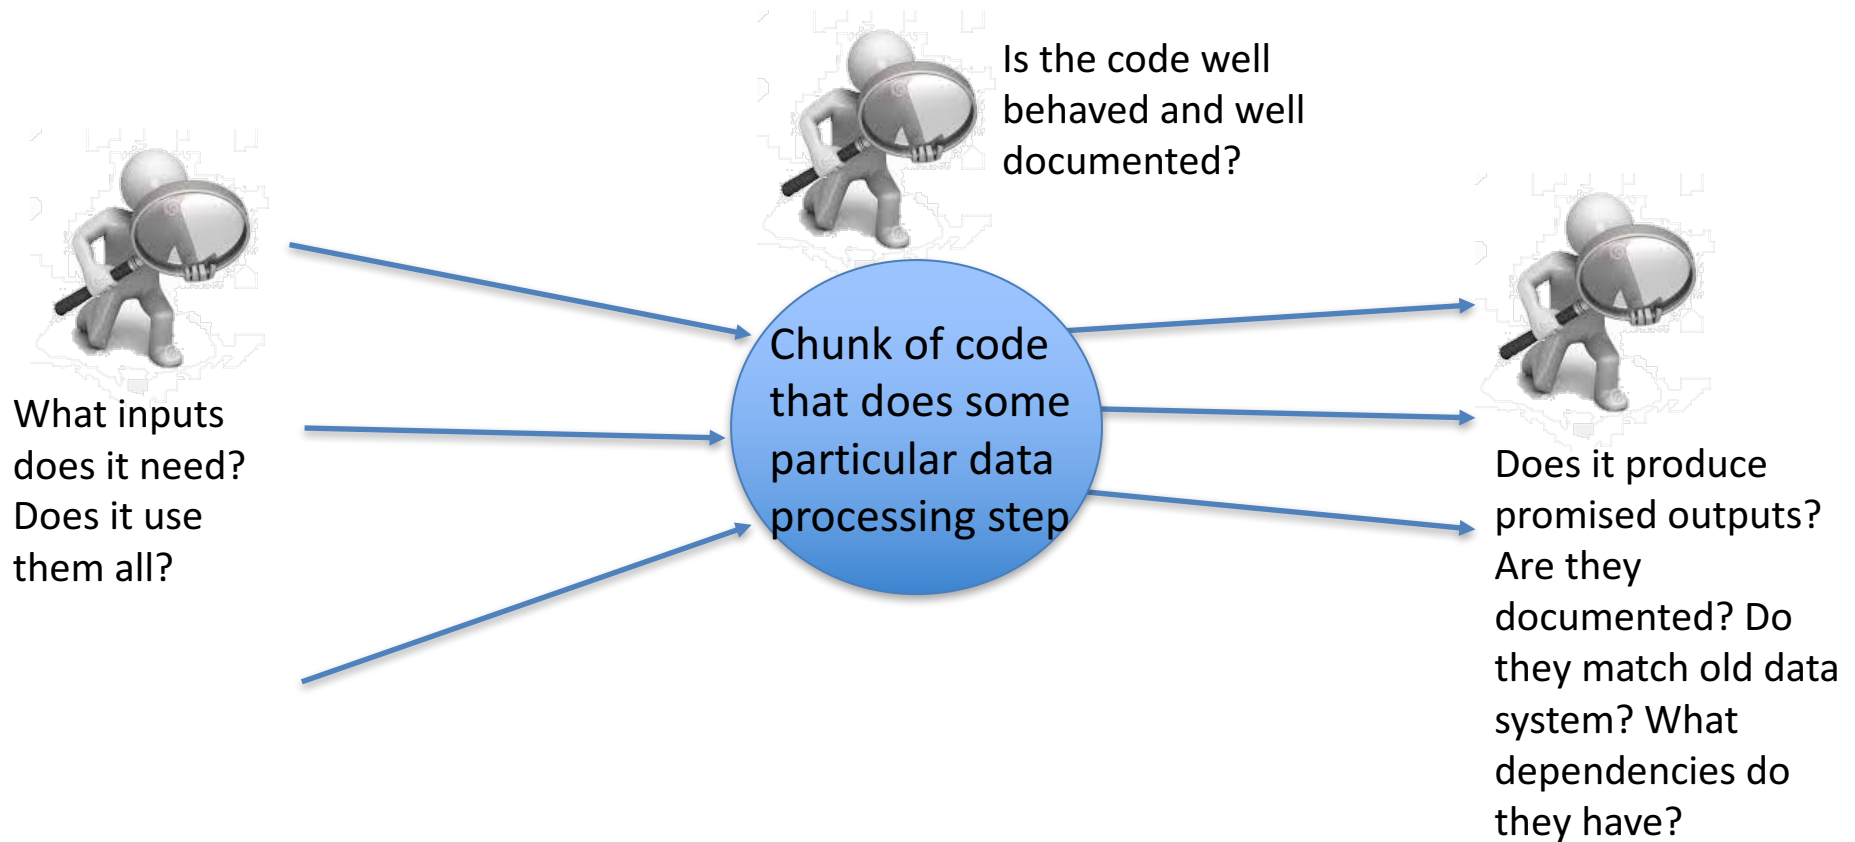 Is the code well
behaved and well
documented?
What inputs
does it need?
Does it use
them all?
Chunk of code
that does some
particular data
processing step
Does it produce
promised outputs?
Are they
documented? Do
they match old data
system? What
dependencies do
they have?